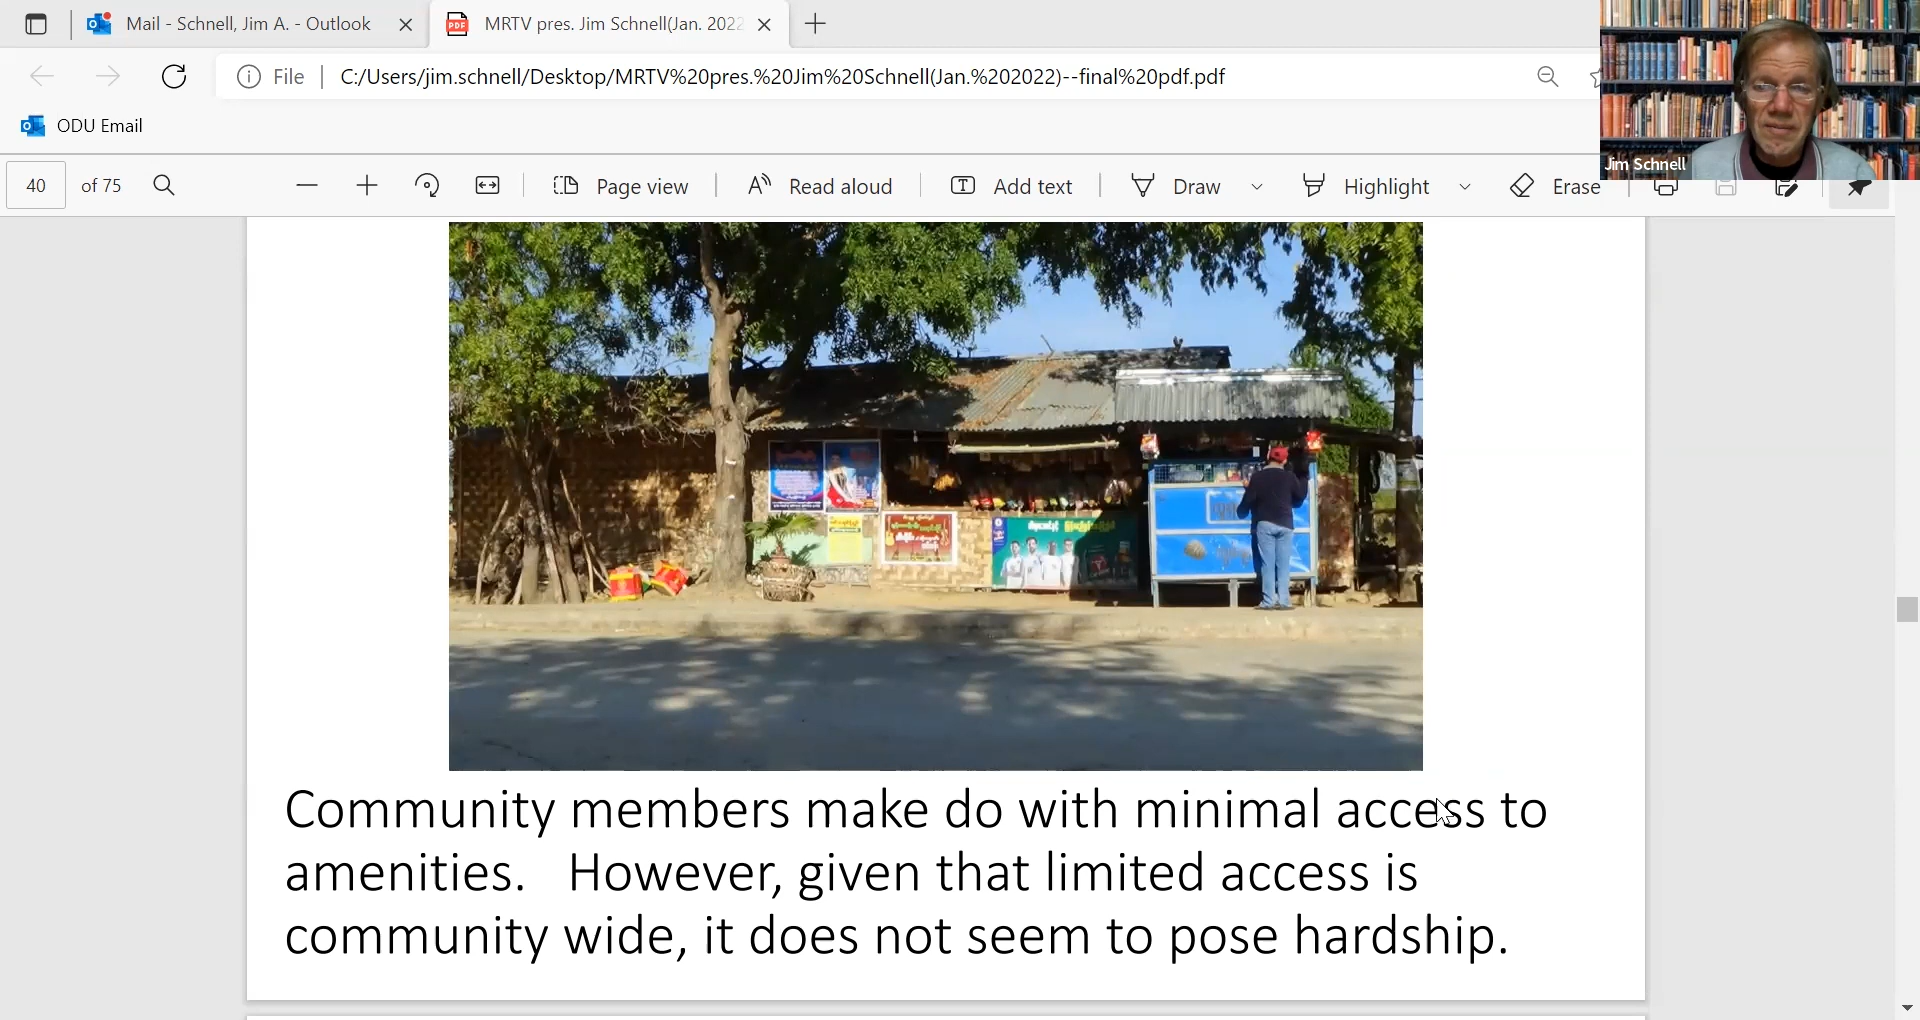 Mail - Schnell, Jim A. - Outlook
MRTV pres. Jim Schnell(Jan. 2022
File
C:/Users/jim.schnell/Desktop/MRTV%20pres.%20Jim%20Schnell(Jan.%202022)--final%20pdf.pdf
ODU Email
40 of 75
Page view
Read aloud
Add text
Draw
Highlight
Erase
Jim Schnell
Community members make do with minimal access to
amenities. However, given that limited access is
community wide, it does not seem to pose hardship.